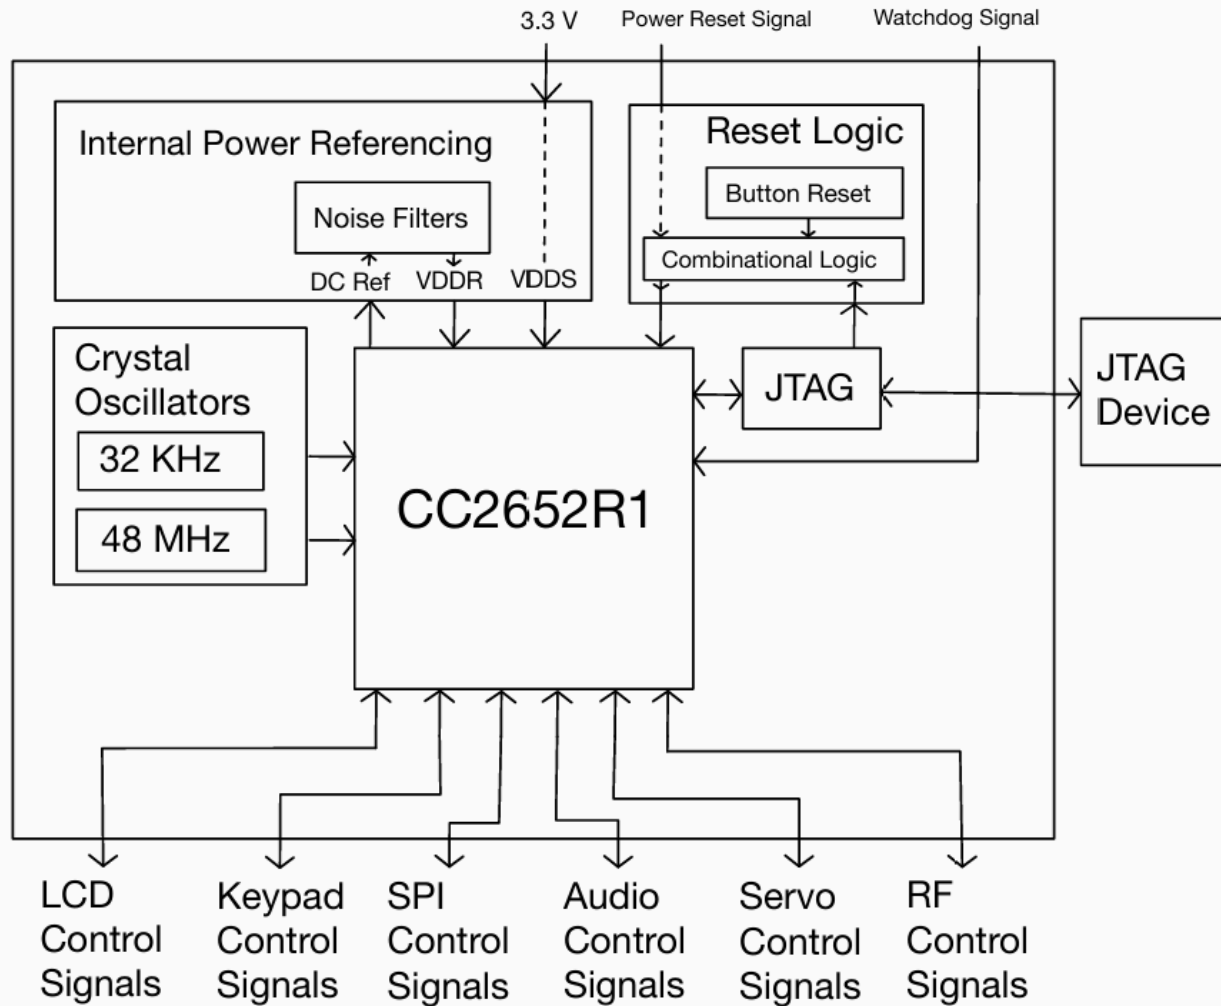 3.3 V
Power Reset Signal
Watchdog Signal
Internal Power Referencing
Noise Filters
DC Ref
VDDR
VDDS
Reset Logic
Button Reset
Combinational Logic
Crystal
Oscillators
32 KHz
48 MHz
CC2652R1
JTAG
JTAG
Device
LCD
Control
Signals
Keypad
Control
Signals
SPI
Control
Signals
Audio
Control
Signals
Servo
Control
Signals
RF
Control
Signals